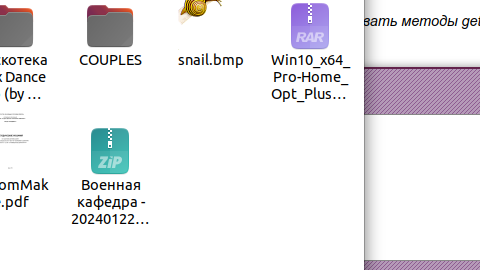 вать методы get
скотека
x Dance
(by ...
COUPLES
snail.bmp
RAR
Win10_x64_
Pro-Home_
Opt_Plus...
omMak
.pdf
ZiP
Военная
кафедра -
20240122...